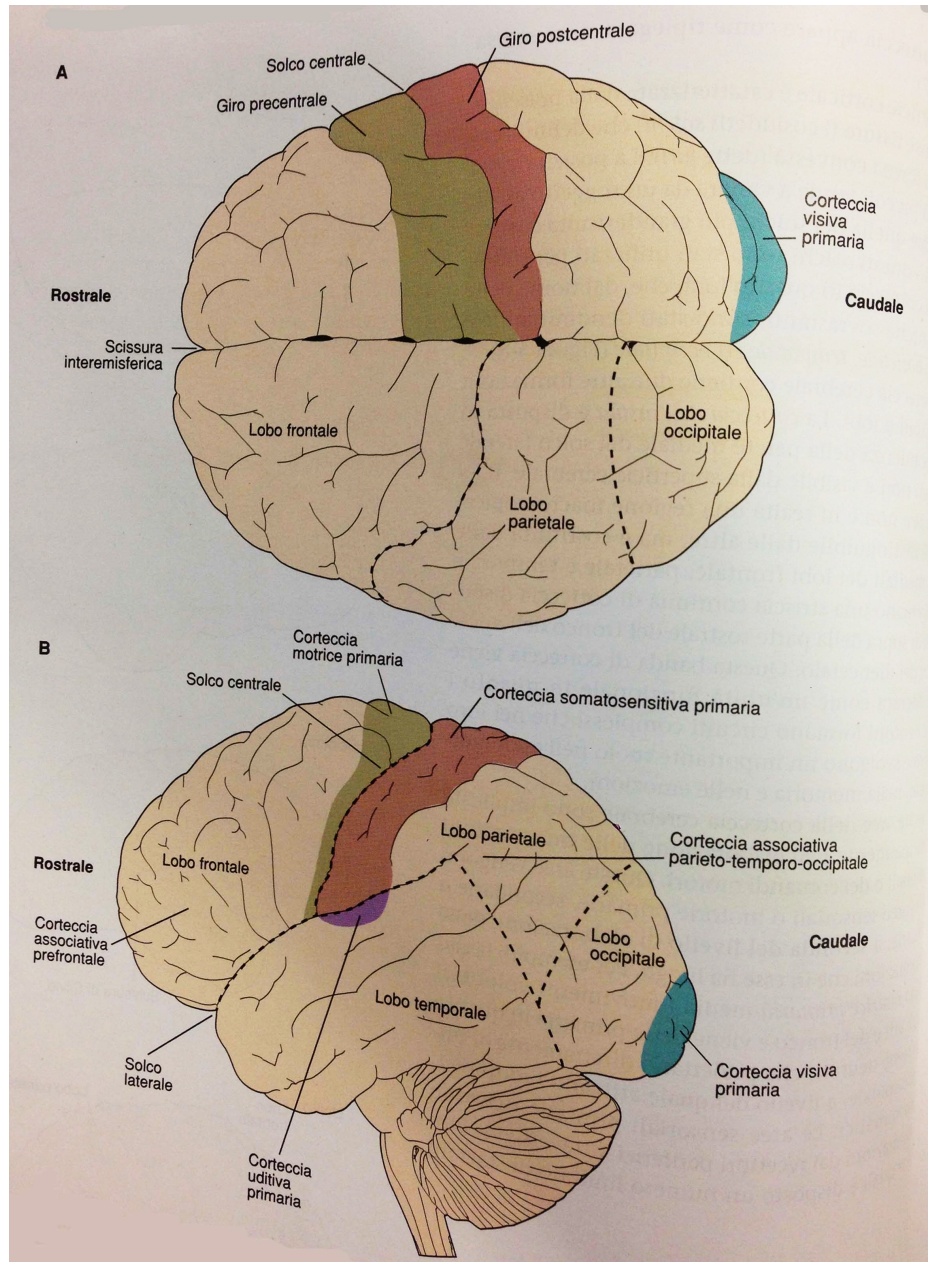 A
Giro postcentrale
Solco centrale
Giro precentrale
Corteccia
visiva
primaria
Rostrale
Caudale
Scissura
interemisferica
Lobo frontale
Lobo
occipitale
Lobo
parietale
B
Corteccia
motrice primaria
Solco centrale
Corteccia somatosensitiva primaria
Lobo parietale
Corteccia associativa
parieto-temporo-occipitale
Rostrale
Lobo frontale
Corteccia
associativa
prefrontale
Lobo
occipitale
Caudale
Lobo temporale
Solco
laterale
Corteccia visiva
primaria
Corteccia
uditiva
primaria